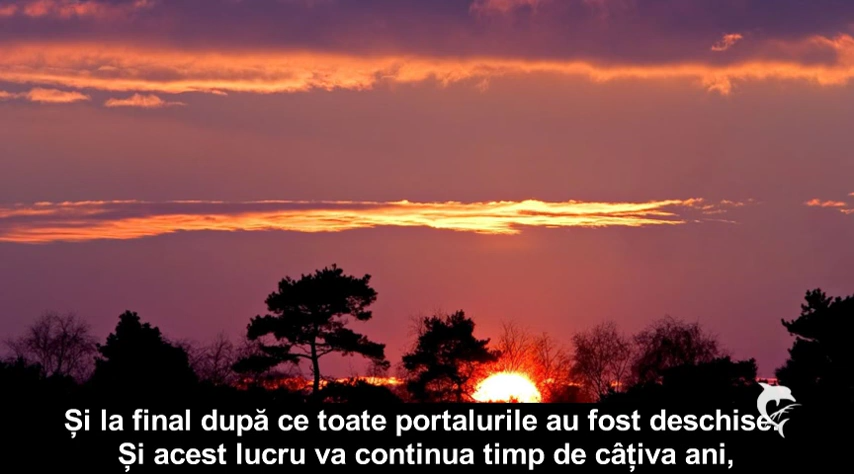 Și la final după ce toate portalurile au fost deschise.
Și acest lucru va continua timp de câțiva ani,